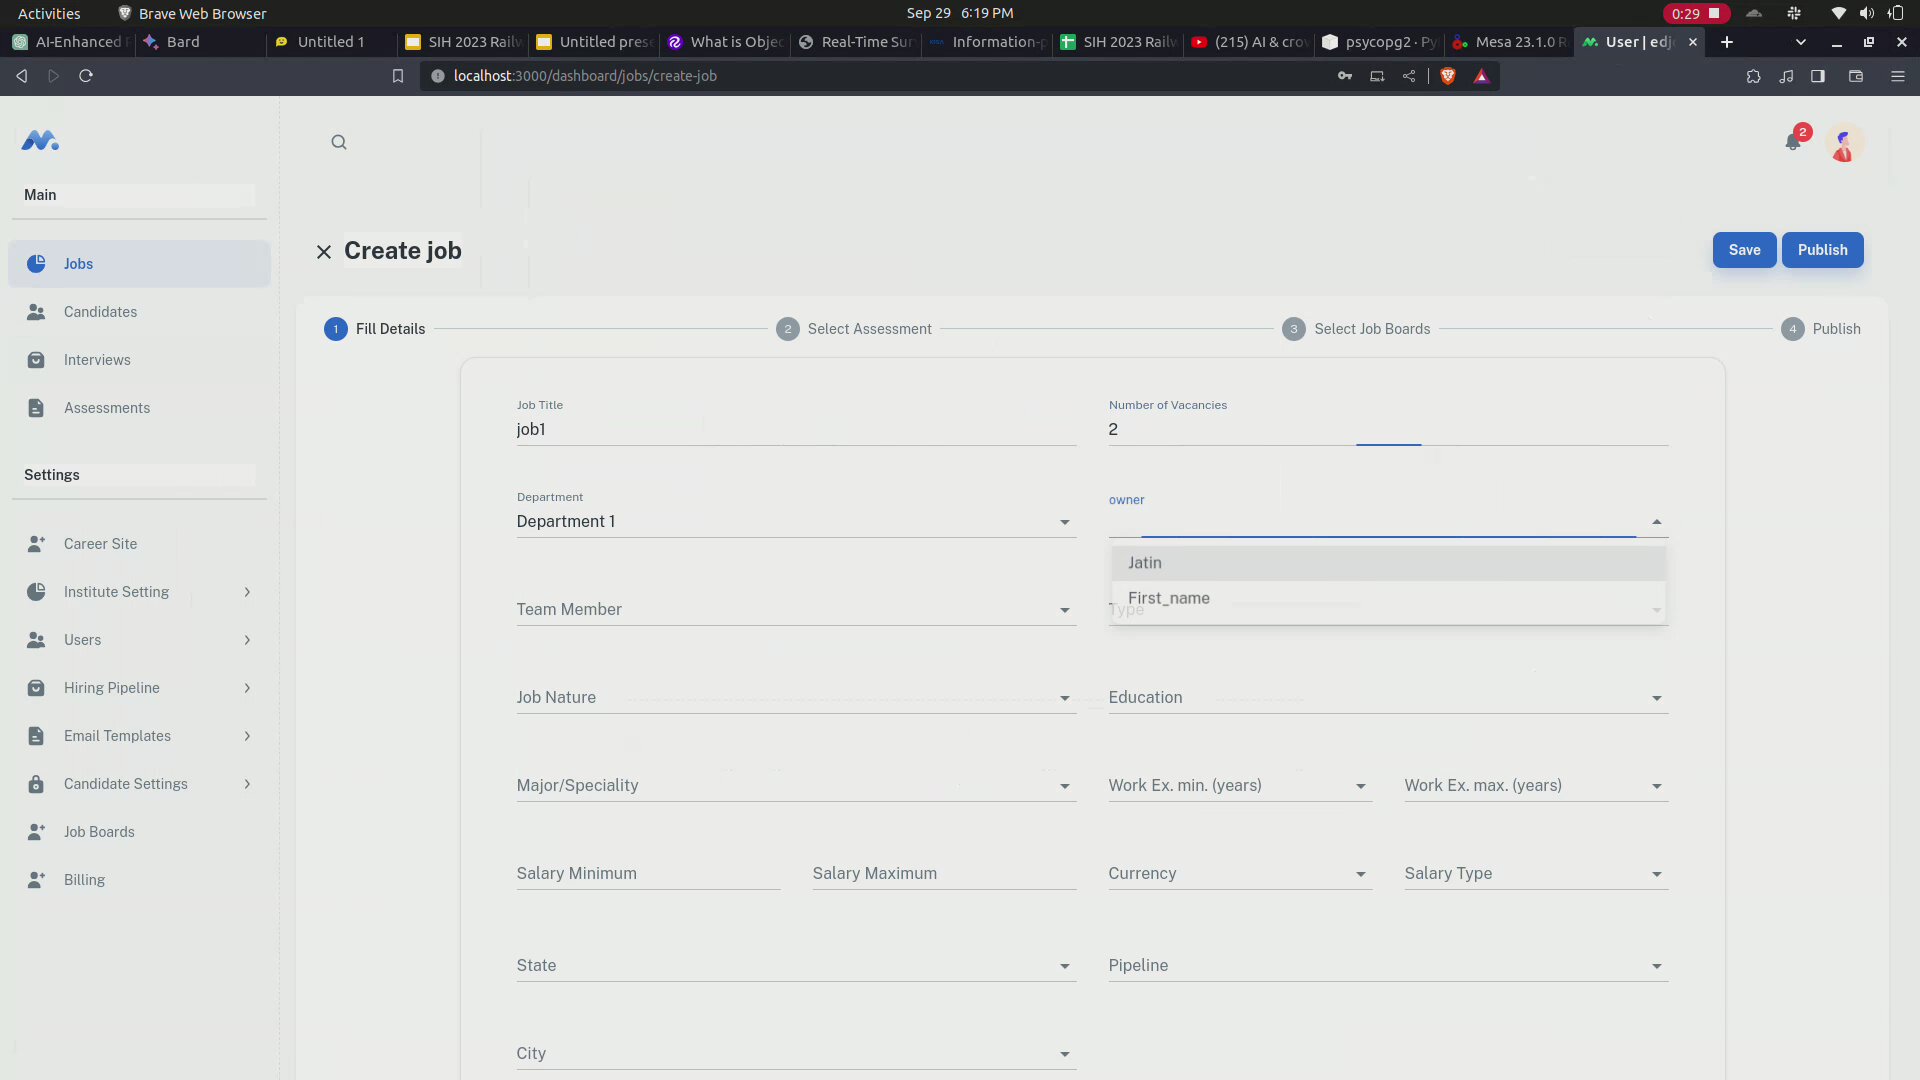 Activities Brave Web Browser Sep 29 6:19 PM 0:29
AI-Enhanced Bard Untitled 1 SIH 2023 Railw Untitled prese What is Objec Real-Time Sur Information-p SIH 2023 Railw (215) AI & crow psycopg2 · Py Mesa 23.1.0 R User | edj
localhost:3000/dashboard/jobs/create-job
2
Main
Create job
Save Publish
Jobs
Candidates
Interviews
Assessments
1 Fill Details 2 Select Assessment 3 Select Job Boards 4 Publish
Job Title Number of Vacancies
job1 2
Settings
Department owner
Department 1
Career Site
Jatin
Institute Setting
First_name
Team Member Type
Users
Hiring Pipeline
Job Nature Education
Email Templates
Candidate Settings
Major/Speciality Work Ex. min. (years) Work Ex. max. (years)
Job Boards
Billing
Salary Minimum Salary Maximum Currency Salary Type
State Pipeline
City